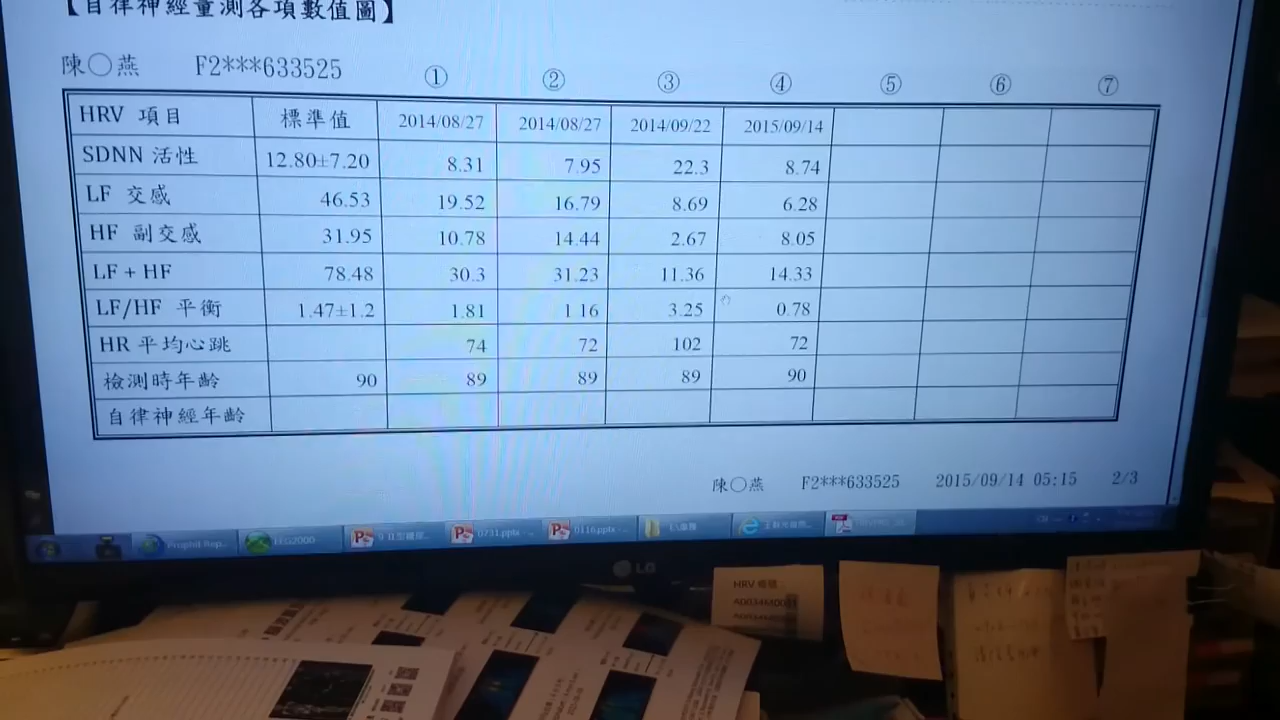 【自律神經量測各項數值圖】
陳○燕 F2***633525 ① ② ③ ④ ⑤ ⑥ ⑦
HRV 項目 標準值 2014/08/27 2014/08/27 2014/09/22 2015/09/14
SDNN 活性 12.80±7.20 8.31 7.95 22.3 8.74
LF 交感 46.53 19.52 16.79 8.69 6.28
HF 副交感 31.95 10.78 14.44 2.67 8.05
LF + HF 78.48 30.3 31.23 11.36 14.33
LF/HF 平衡 1.47±1.2 1.81 1.16 3.25 0.78
HR 平均心跳 74 72 102 72
檢測時年齡 90 89 89 89 90
自律神經年齡
陳○燕 F2***633525 2015/09/14 05:15 2/3
0731.pptx 0116.pptx
LG
HRV 帳號: